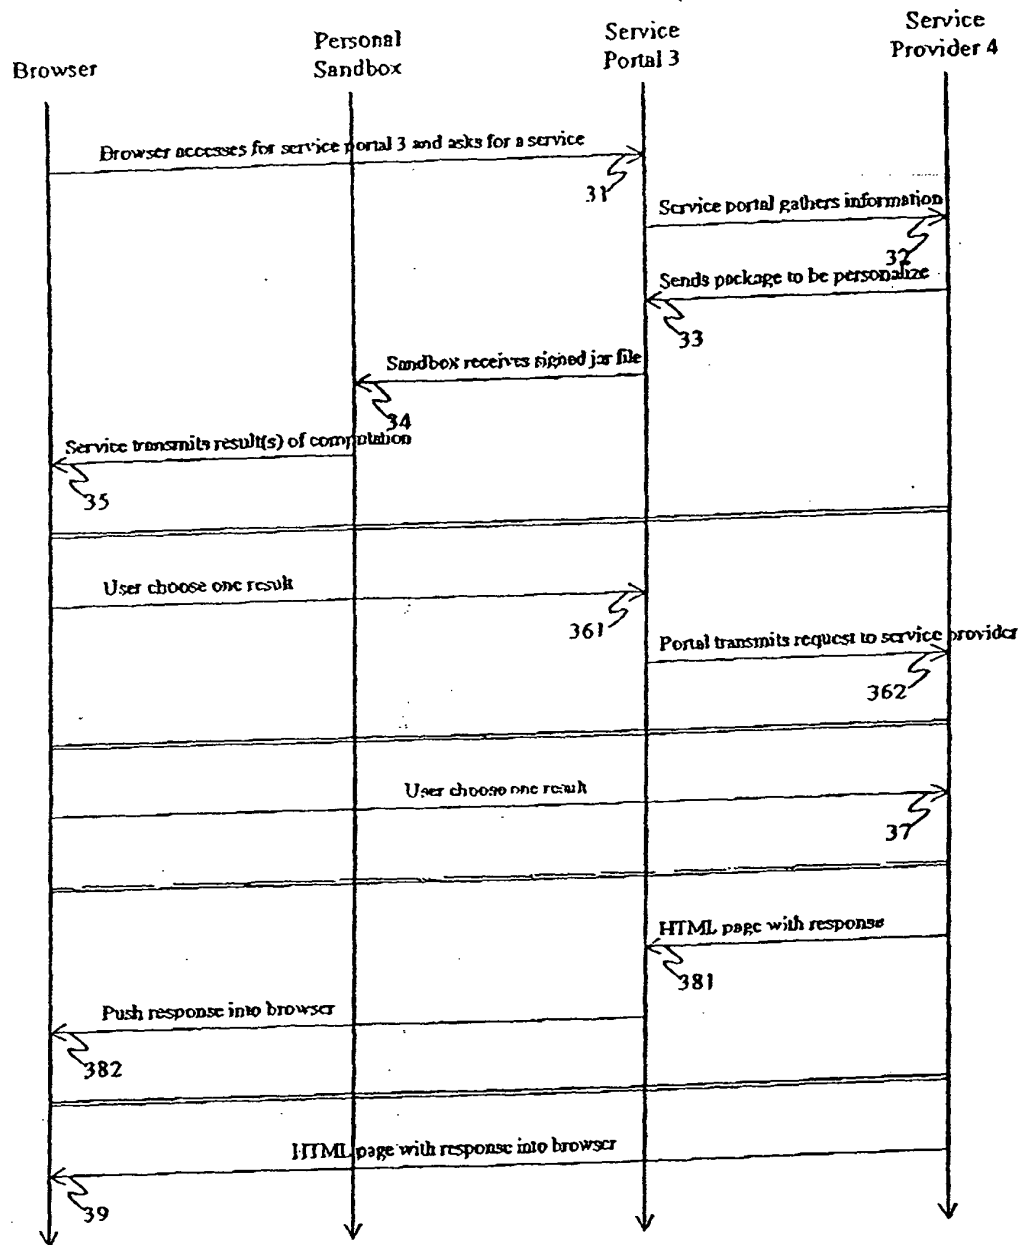 Browser
Personal
Sandbox
Service
Portal 3
Service
Provider 4
Browser accesses for service portal 3 and asks for a service
31
Service portal gathers information
32
Sends package to be personalize
33
Sandbox receives signed jar file
34
Service transmits result(s) of computation
35
User choose one result
361
Portal transmits request to service provider
362
User choose one result
37
HTML page with response
381
Push response into browser
382
HTML page with response into browser
39